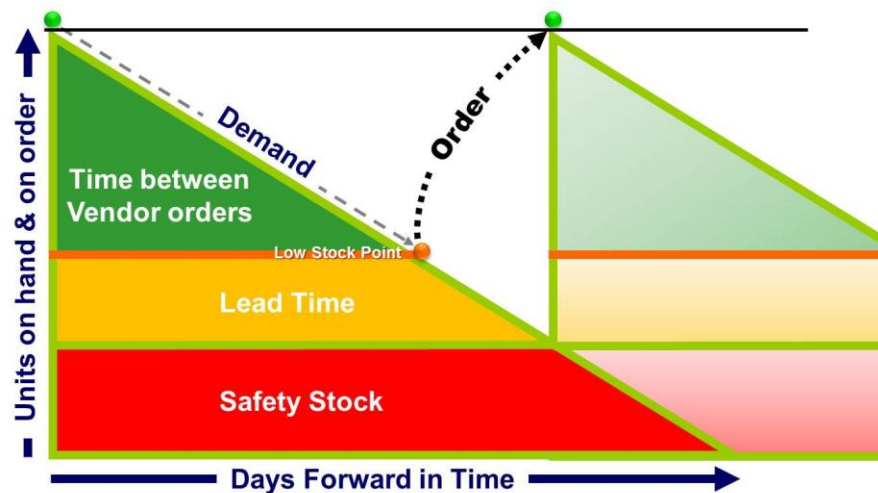 Units on hand & on order
Demand
Order
Time between
Vendor orders
Low Stock Point
Lead Time
Safety Stock
Days Forward in Time